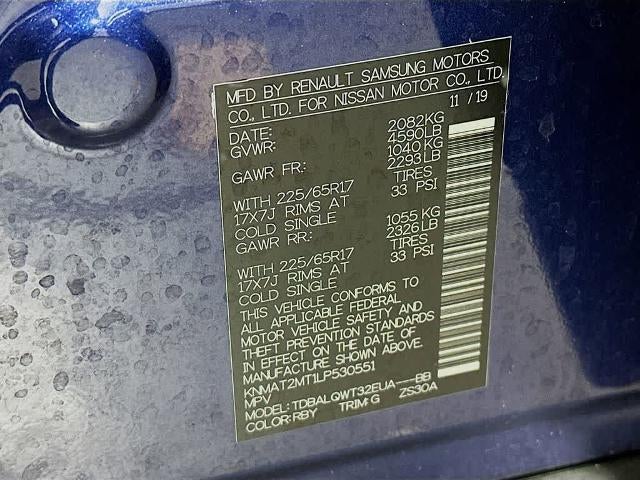 MFD BY RENAULT SAMSUNG MOTORS
CO., LTD. FOR NISSAN MOTOR CO., LTD
DATE: 11 / 19
GVWR: 2082KG
4590LB
GAWR FR: 1040 KG
2293LB
WITH 225/65R17 TIRES
17X7J RIMS AT 33 PSI
COLD SINGLE
GAWR RR: 1055 KG
2326LB
WITH 225/65R17 TIRES
17X7J RIMS AT 33 PSI
COLD SINGLE
THIS VEHICLE CONFORMS TO
ALL APPLICABLE FEDERAL
MOTOR VEHICLE SAFETY AND
THEFT PREVENTION STANDARDS
IN EFFECT ON THE DATE OF
MANUFACTURE SHOWN ABOVE.
KNMAT2MT1LP530551
MPV
MODEL: TDBALQWT32EUA---BB
COLOR: RBY TRIM: G ZS30A